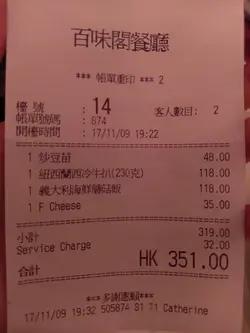 百味閣餐廳
*** 帳單重印 *** 2
檯號 : 14 客人數目: 2
帳單號碼 : 874
開檯時間 : 17/11/09 19:22
1 炒豆苗 48.00
1 紐西蘭西冷牛扒(230克) 118.00
1 義大利海鮮蘭茄飯 118.00
1 F Cheese 35.00
小計 319.00
Service Charge 32.00
合計 HK 351.00
*** 多謝惠顧***
17/11/09 19:32 505874 S1 71 Catherine